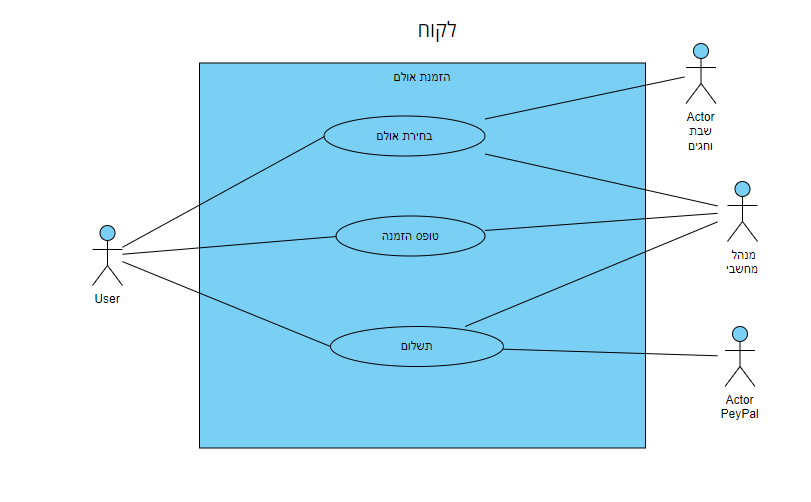 לקוח
הזמנת אולם
בחירת אולם
טופס הזמנה
תשלום
User
Actor
שבת
וחגים
מנהל
מחשבי
Actor
PeyPal